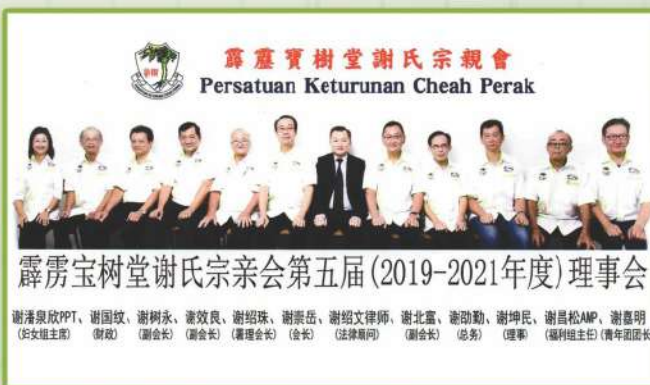 霹靂寶樹堂謝氏宗親會
Persatuan Keturunan Cheah Perak
霹雳宝树堂谢氏宗亲会第五届(2019-2021年度)理事会
谢潘泉欣PPT、谢国纹、谢树永、谢效良、谢绍珠、谢崇岳、谢绍文律师、谢北富、谢劭勤、谢坤民、谢昌松AMP、谢嘉明
(妇女组主席) (财政) (副会长) (副会长) (署理会长) (会长) (法律顾问) (副会长) (总务) (理事) (福利组主任) (青年团团长